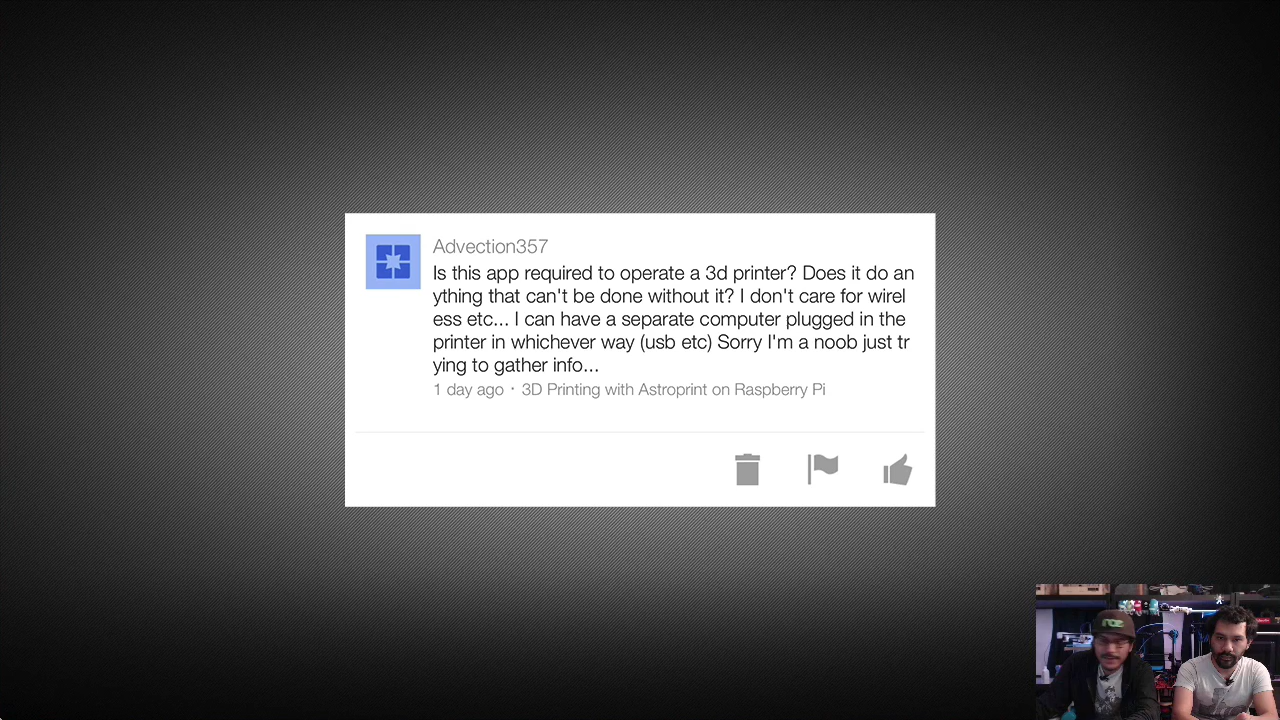 Advection357
Is this app required to operate a 3d printer? Does it do an
ything that can't be done without it? I don't care for wirel
ess etc... I can have a separate computer plugged in the
printer in whichever way (usb etc) Sorry I'm a noob just tr
ying to gather info...
1 day ago · 3D Printing with Astroprint on Raspberry Pi